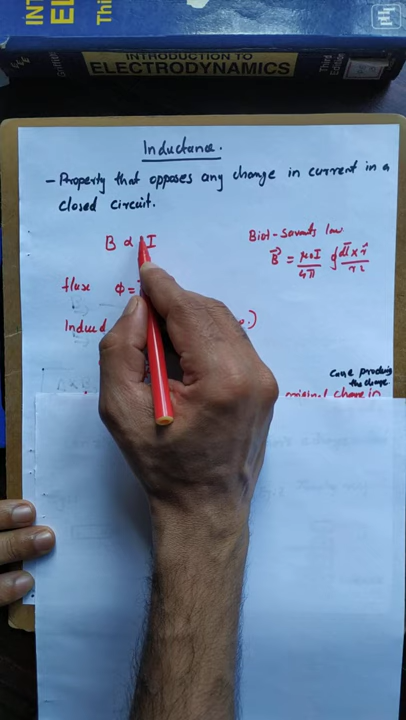 INTRODUCTION TO
ELECTRODYNAMICS
Third Edition
Inductance.
- Property that opposes any change in current in a
closed circuit.
B ∝ I
Biot-Savarts law
B⃗ = μ₀I/4π ∮ dl⃗ x r̂/r²
flux φ =
Induced
cause producing
the change
original change in